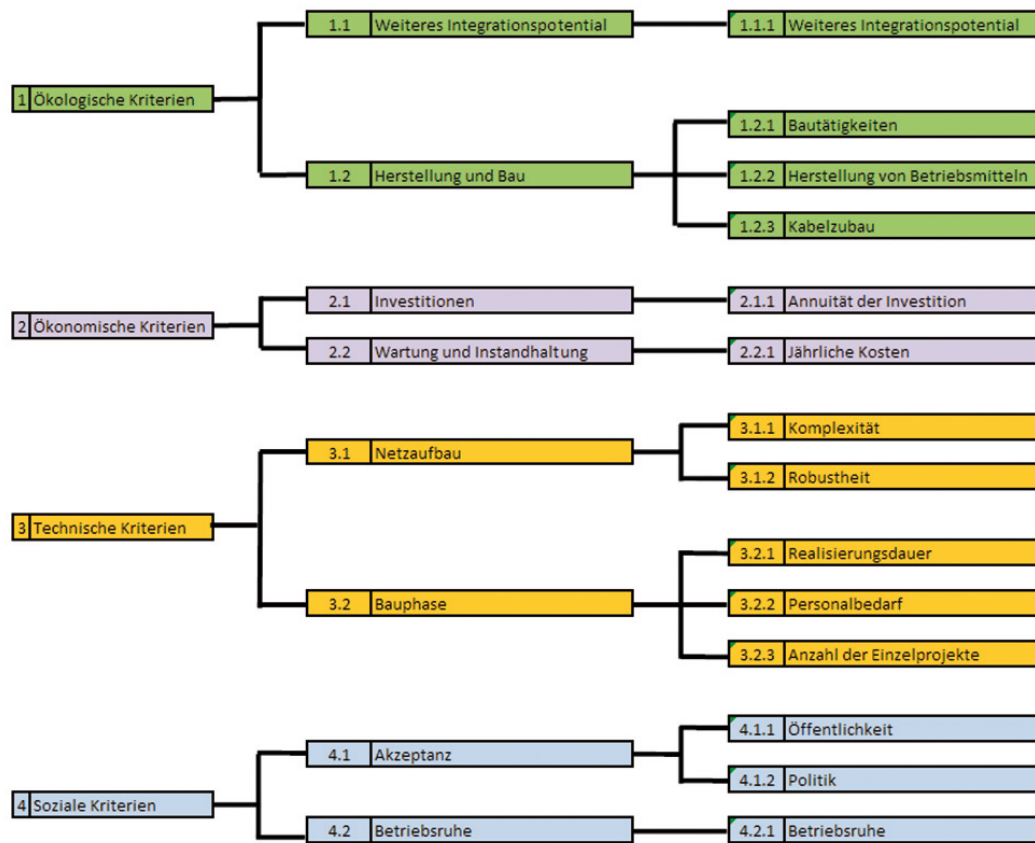 1.1 Weiteres Integrationspotential 1.1.1 Weiteres Integrationspotential
1 Ökologische Kriterien
1.2.1 Bautätigkeiten
1.2 Herstellung und Bau 1.2.2 Herstellung von Betriebsmitteln
1.2.3 Kabelzubau
2.1 Investitionen 2.1.1 Annuität der Investition
2 Ökonomische Kriterien
2.2 Wartung und Instandhaltung 2.2.1 Jährliche Kosten
3.1.1 Komplexität
3.1 Netzaufbau
3.1.2 Robustheit
3 Technische Kriterien
3.2.1 Realisierungsdauer
3.2 Bauphase 3.2.2 Personalbedarf
3.2.3 Anzahl der Einzelprojekte
4.1.1 Öffentlichkeit
4.1 Akzeptanz
4.1.2 Politik
4 Soziale Kriterien
4.2 Betriebsruhe 4.2.1 Betriebsruhe